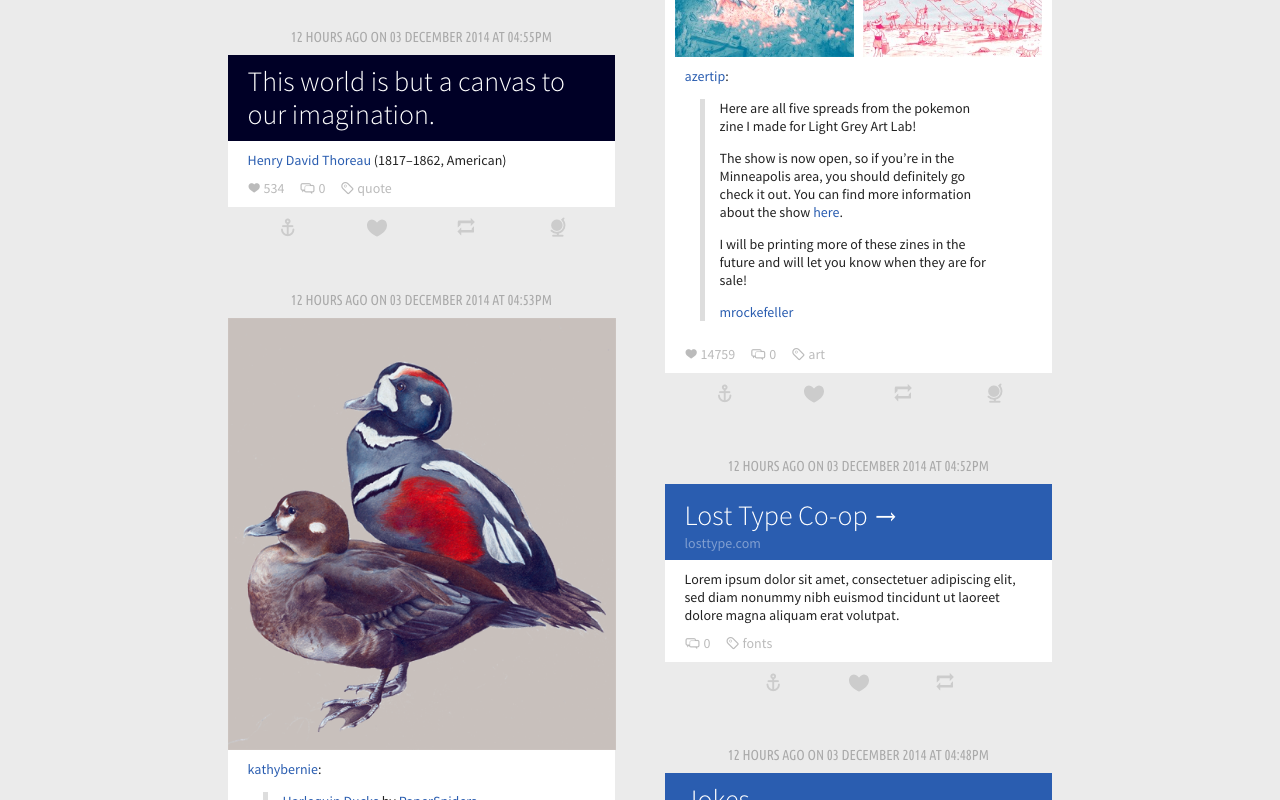 12 HOURS AGO ON 03 DECEMBER 2014 AT 04:55PM
This world is but a canvas to
our imagination.
Henry David Thoreau (1817–1862, American)
534 0 quote
12 HOURS AGO ON 03 DECEMBER 2014 AT 04:53PM
kathybernie:
Harlequin Ducks by PaperSpiders
azertip:
Here are all five spreads from the pokemon
zine I made for Light Grey Art Lab!
The show is now open, so if you’re in the
Minneapolis area, you should definitely go
check it out. You can find more information
about the show here.
I will be printing more of these zines in the
future and will let you know when they are for
sale!
mrockefeller
14759 0 art
12 HOURS AGO ON 03 DECEMBER 2014 AT 04:52PM
Lost Type Co-op →
losttype.com
Lorem ipsum dolor sit amet, consectetuer adipiscing elit,
sed diam nonummy nibh euismod tincidunt ut laoreet
dolore magna aliquam erat volutpat.
0 fonts
12 HOURS AGO ON 03 DECEMBER 2014 AT 04:48PM
Jokes